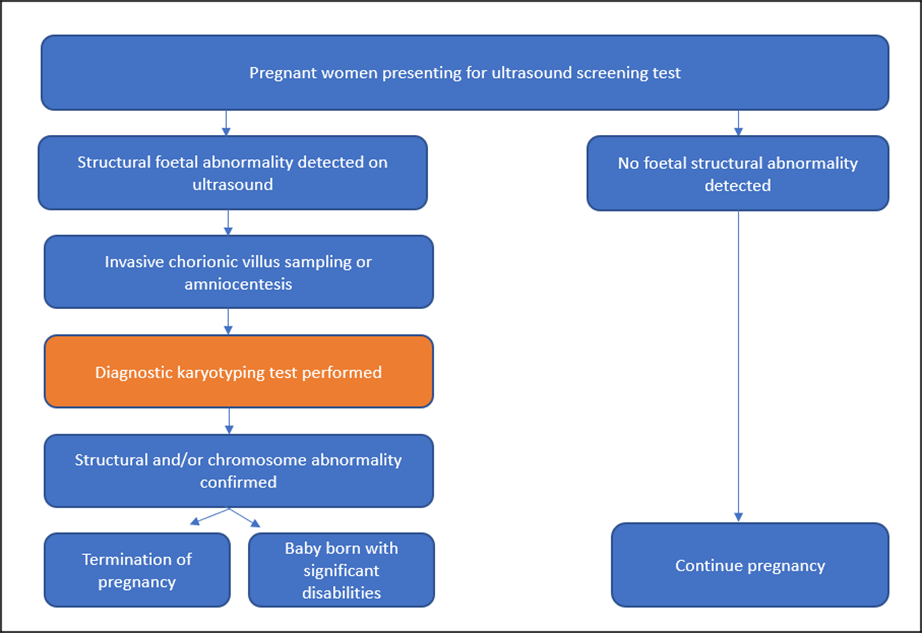 Pregnant women presenting for ultrasound screening test
Structural foetal abnormality detected on
ultrasound
No foetal structural abnormality
detected
Invasive chorionic villus sampling or
amniocentesis
Diagnostic karyotyping test performed
Structural and/or chromosome abnormality
confirmed
Termination of
pregnancy
Baby born with
significant
disabilities
Continue pregnancy